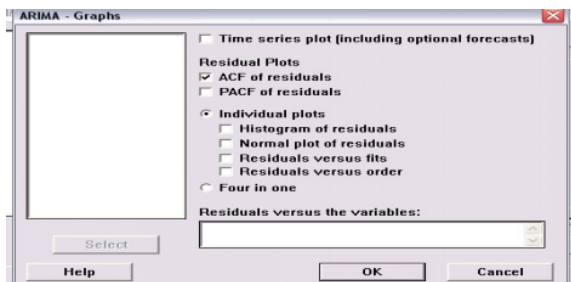 ARIMA - Graphs
Time series plot (including optional forecasts)
Residual Plots
ACF of residuals
PACF of residuals
Individual plots
Histogram of residuals
Normal plot of residuals
Residuals versus fits
Residuals versus order
Four in one
Residuals versus the variables:
Select
Help
OK
Cancel